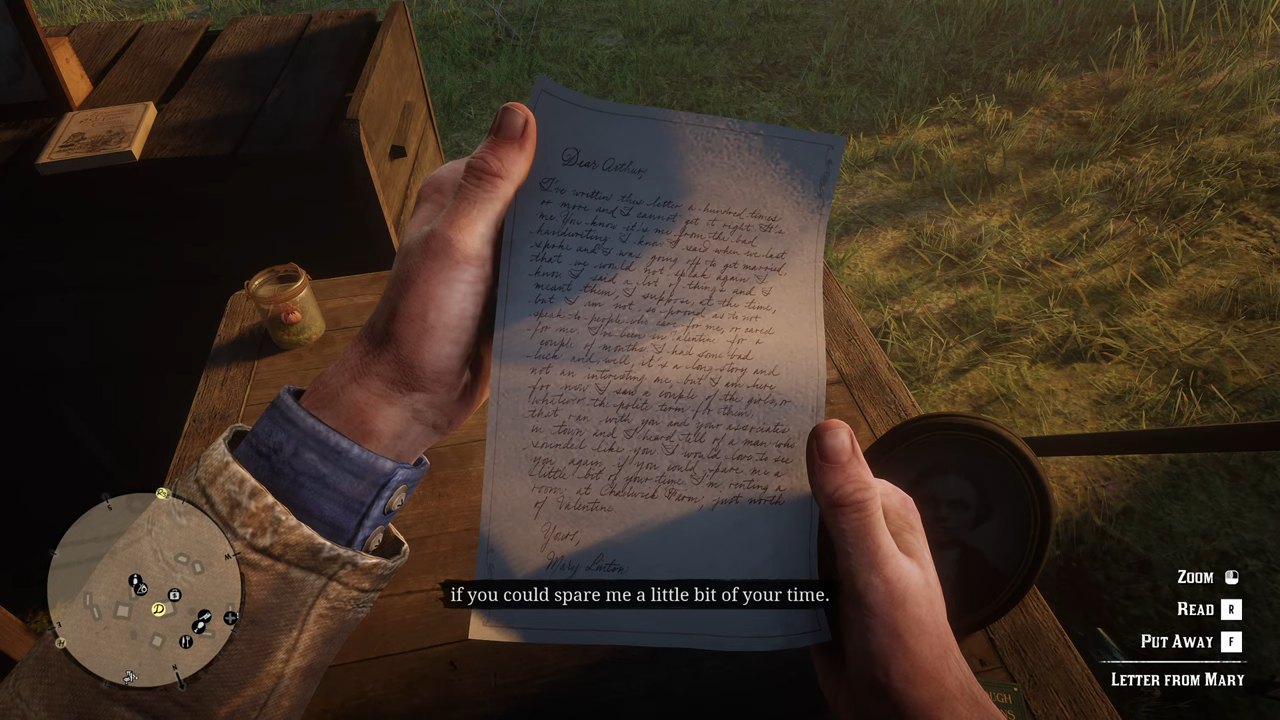 Dear Arthur,
I've written this letter a hundred times
or more and I cannot get it right. It's
me. You know it's me from the bad
handwriting I know I said when we last
spoke and I was going off to get married,
that we would not speak again I
know I said a lot of things and I
meant them, I suppose, at the time,
but I am not so proud as to not
speak to people who care for me, or cared
for me. I've been in Valentine for a
couple of months. I had some bad
luck and, well, it's a long story and
not an interesting one, but I am here
for now I saw a couple of the girls, or
whatever the polite term for them,
that ran with you and your associates
in town and I heard tell of a man who
sounded like you I would love to see
you again if you could spare me a
little bit of your time. I'm renting a
room at Chadwick Farm, just north
of Valentine.
Yours,
Mary Linton
if you could spare me a little bit of your time.
ZOOM
READ R
PUT AWAY F
LETTER FROM MARY
S
W
N
E